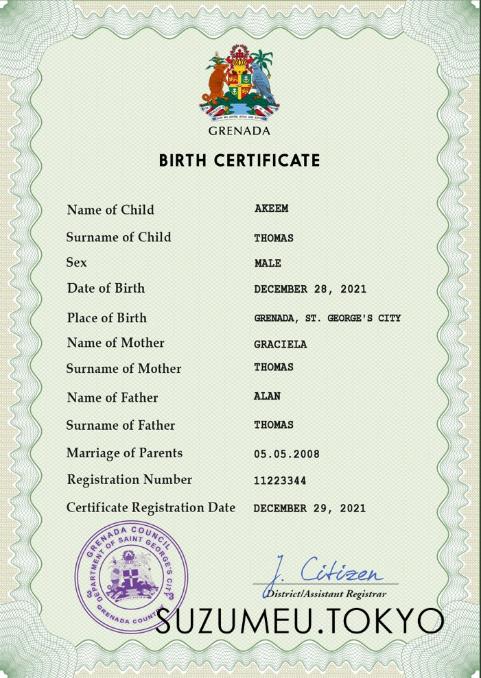 GRENADA
BIRTH CERTIFICATE
Name of Child AKEEM
Surname of Child THOMAS
Sex MALE
Date of Birth DECEMBER 28, 2021
Place of Birth GRENADA, ST. GEORGE'S CITY
Name of Mother GRACIELA
Surname of Mother THOMAS
Name of Father ALAN
Surname of Father THOMAS
Marriage of Parents 05.05.2008
Registration Number 11223344
Certificate Registration Date DECEMBER 29, 2021
GRENADA COUNCIL
DEPARTMENT OF SAINT GEORGE'S CITY
GRENADA
J. Citizen
District/Assistant Registrar
SUZUMEU.TOKYO